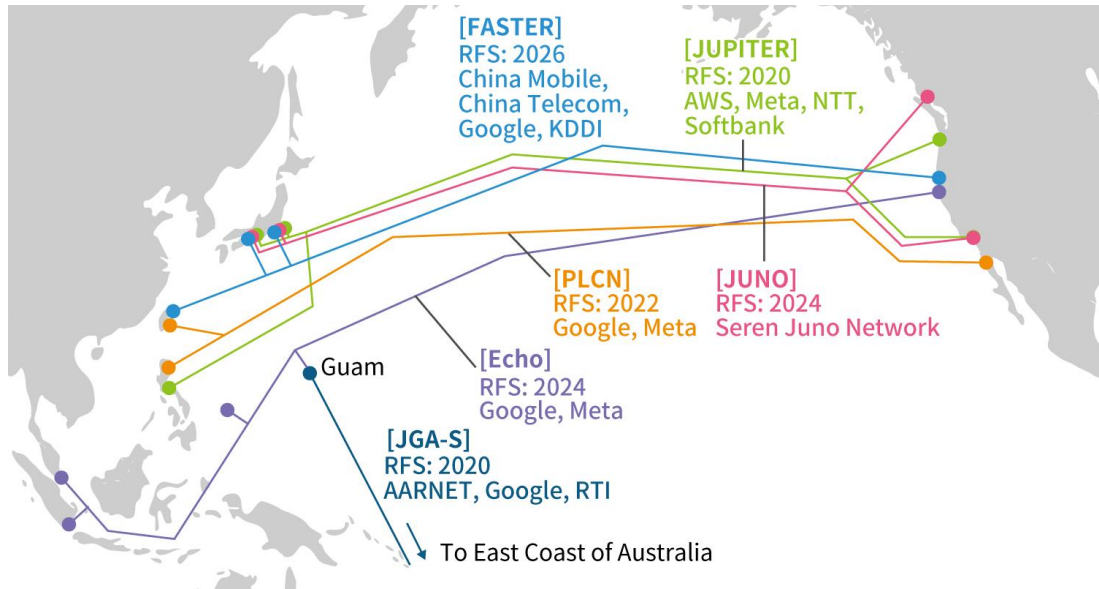 [FASTER]
RFS: 2026
China Mobile,
China Telecom,
Google, KDDI
[JUPITER]
RFS: 2020
AWS, Meta, NTT,
Softbank
[PLCN]
RFS: 2022
Google, Meta
[JUNO]
RFS: 2024
Seren Juno Network
[Echo]
RFS: 2024
Google, Meta
Guam
[JGA-S]
RFS: 2020
AARNET, Google, RTI
To East Coast of Australia